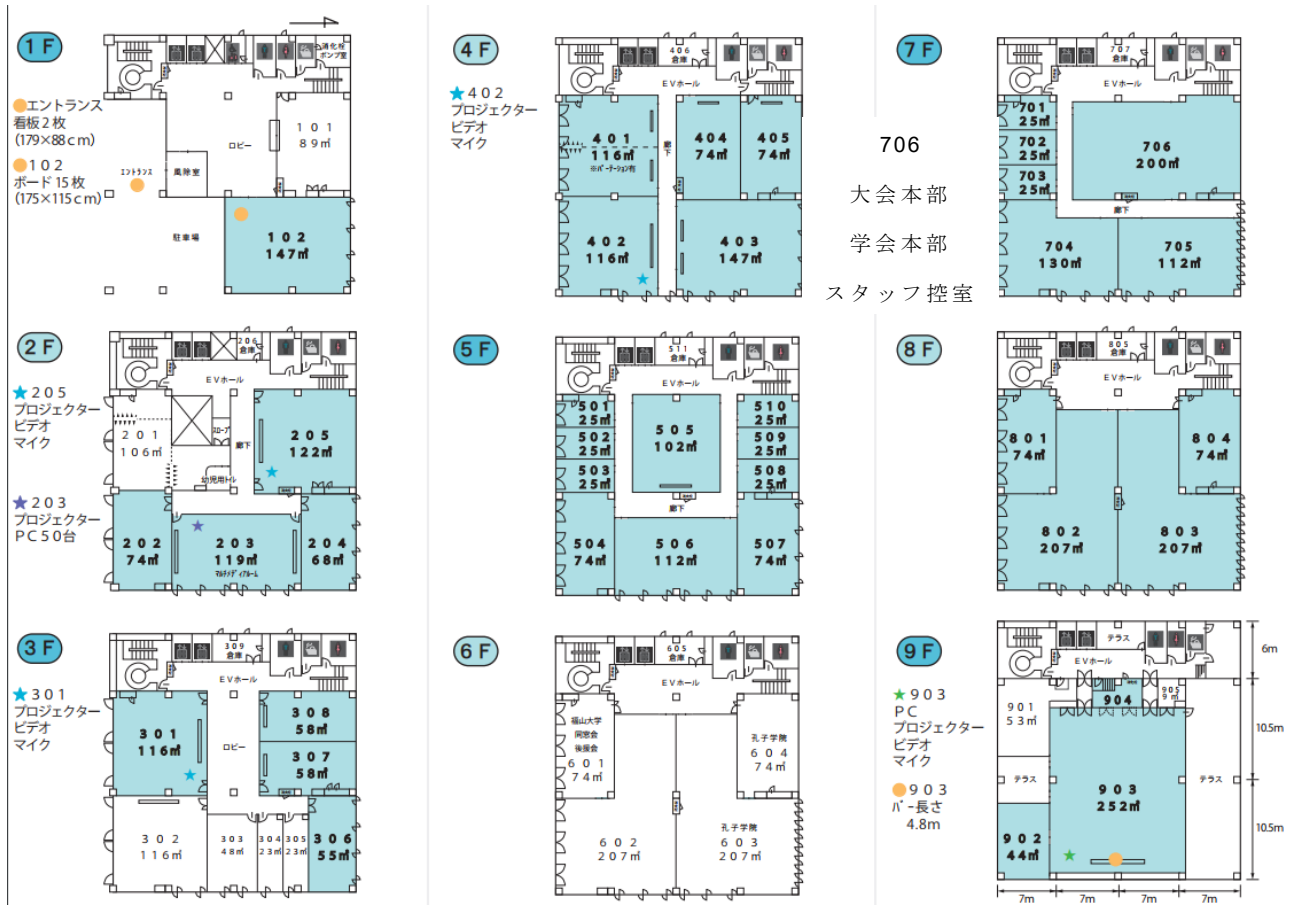 1F
エントランス
看板2枚
(179×88cm)
102
ボード15枚
(175×115cm)
消化栓
ポンプ室
ロビー
101
89㎡
エントランス
風除室
駐車場
102
147㎡
2F
★205
プロジェクター
ビデオ
マイク
★203
プロジェクター
PC50台
206
倉庫
EVホール
201
106㎡
スロープ
廊下
幼児用トイレ
205
122㎡
202
74㎡
203
119㎡
マルチメディアルーム
204
68㎡
3F
★301
プロジェクター
ビデオ
マイク
309
倉庫
EVホール
301
116㎡
ロビー
308
58㎡
307
58㎡
302
116㎡
303
48㎡
304
23㎡
305
23㎡
306
55㎡
4F
★402
プロジェクター
ビデオ
マイク
406
倉庫
EVホール
401
116㎡
※パーテーション有
廊下
404
74㎡
405
74㎡
402
116㎡
403
147㎡
5F
511
倉庫
EVホール
501
25㎡
502
25㎡
503
25㎡
505
102㎡
510
25㎡
509
25㎡
508
25㎡
廊下
504
74㎡
506
112㎡
507
74㎡
6F
605
倉庫
EVホール
福山大学
同窓会
後援会
601
74㎡
孔子学院
604
74㎡
602
207㎡
孔子学院
603
207㎡
706
大会本部
学会本部
スタッフ控室
7F
707
倉庫
EVホール
701
25㎡
702
25㎡
703
25㎡
706
200㎡
廊下
704
130㎡
705
112㎡
8F
805
倉庫
EVホール
801
74㎡
804
74㎡
802
207㎡
803
207㎡
9F
★903
PC
プロジェクター
ビデオ
マイク
903
バー長さ
4.8m
テラス
EVホール
901
53㎡
904
905
9㎡
テラス
903
252㎡
テラス
902
44㎡
6m
10.5m
10.5m
7m
7m
7m
7m